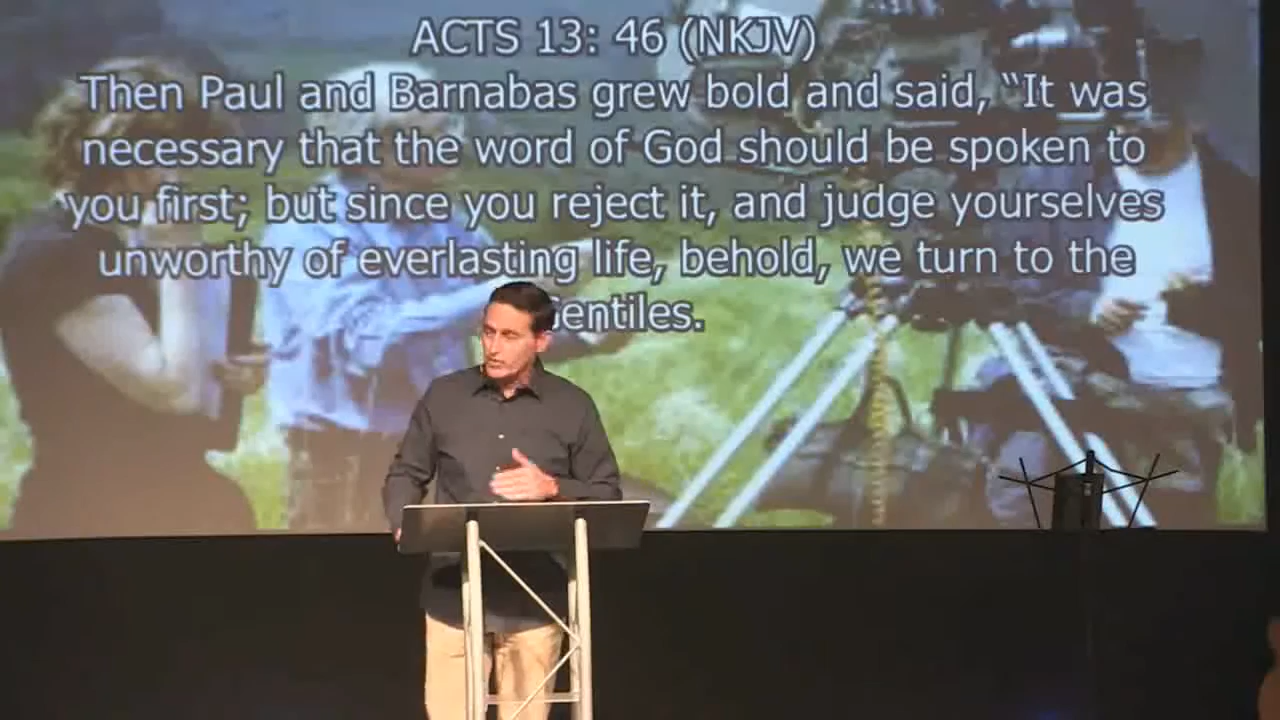 ACTS 13: 46 (NKJV)
Then Paul and Barnabas grew bold and said, “It was
necessary that the word of God should be spoken to
you first; but since you reject it, and judge yourselves
unworthy of everlasting life, behold, we turn to the
Gentiles.